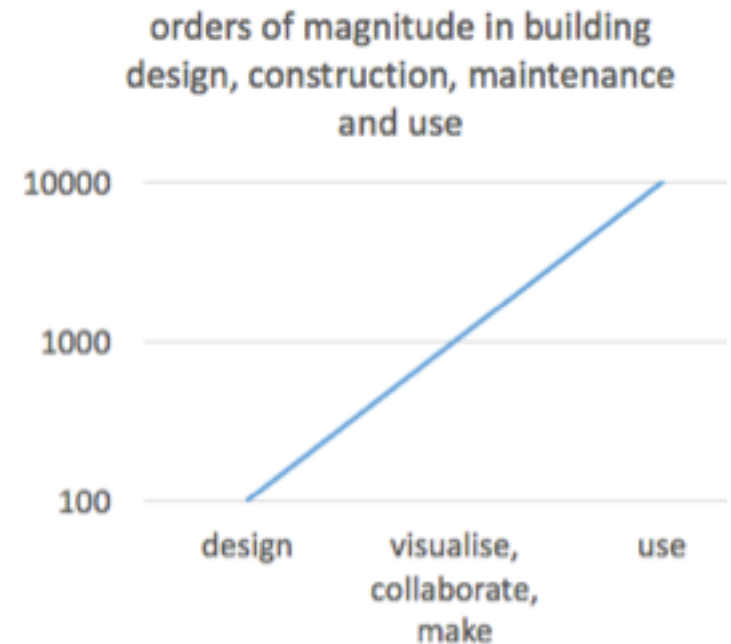 orders of magnitude in building
design, construction, maintenance
and use
10000
1000
100
design
visualise,
collaborate,
make
use